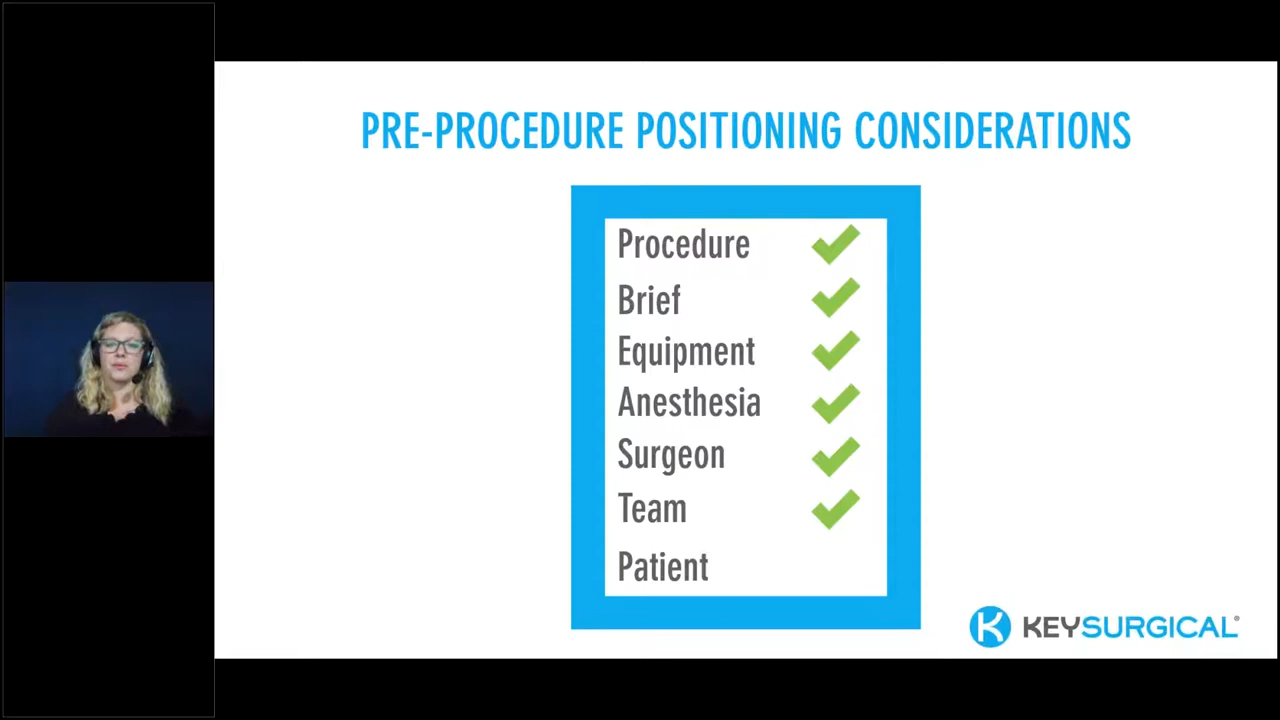 PRE-PROCEDURE POSITIONING CONSIDERATIONS
Procedure
Brief
Equipment
Anesthesia
Surgeon
Team
Patient
KEYSURGICAL®